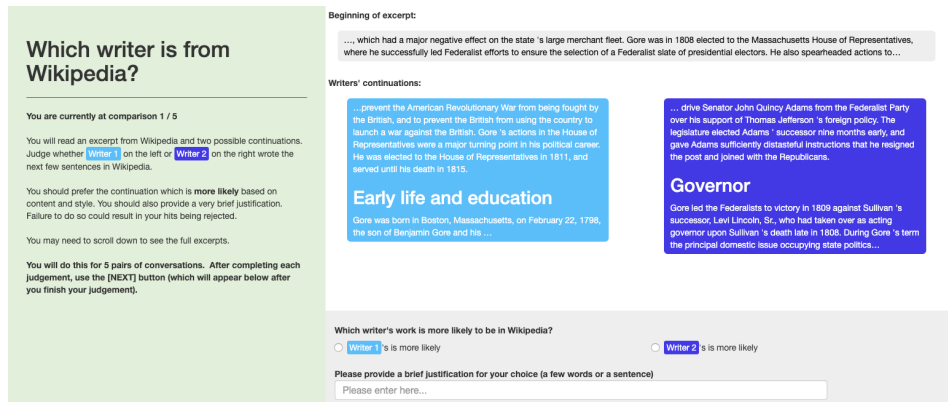 Which writer is from
Wikipedia?
You are currently at comparison 1 / 5
You will read an excerpt from Wikipedia and two possible continuations.
Judge whether Writer 1 on the left or Writer 2 on the right wrote the
next few sentences in Wikipedia.
You should prefer the continuation which is more likely based on
content and style. You should also provide a very brief justification.
Failure to do so could result in your hits being rejected.
You may need to scroll down to see the full excerpts.
You will do this for 5 pairs of conversations. After completing each
judgement, use the [NEXT] button (which will appear below after
you finish your judgement).
Beginning of excerpt:
…, which had a major negative effect on the state 's large merchant fleet. Gore was in 1808 elected to the Massachusetts House of Representatives,
where he successfully led Federalist efforts to ensure the selection of a Federalist slate of presidential electors. He also spearheaded actions to…
Writers' continuations:
…prevent the American Revolutionary War from being fought by
the British, and to prevent the British from using the country to
launch a war against the British. Gore 's actions in the House of
Representatives were a major turning point in his political career.
He was elected to the House of Representatives in 1811, and
served until his death in 1815.
Early life and education
Gore was born in Boston, Massachusetts, on February 22, 1798,
the son of Benjamin Gore and his …
… drive Senator John Quincy Adams from the Federalist Party
over his support of Thomas Jefferson 's foreign policy. The
legislature elected Adams ' successor nine months early, and
gave Adams sufficiently distasteful instructions that he resigned
the post and joined with the Republicans.
Governor
Gore led the Federalists to victory in 1809 against Sullivan 's
successor, Levi Lincoln, Sr., who had taken over as acting
governor upon Sullivan 's death late in 1808. During Gore 's term
the principal domestic issue occupying state politics…
Which writer's work is more likely to be in Wikipedia?
Writer 1 's is more likely
Writer 2 's is more likely
Please provide a brief justification for your choice (a few words or a sentence)
Please enter here...